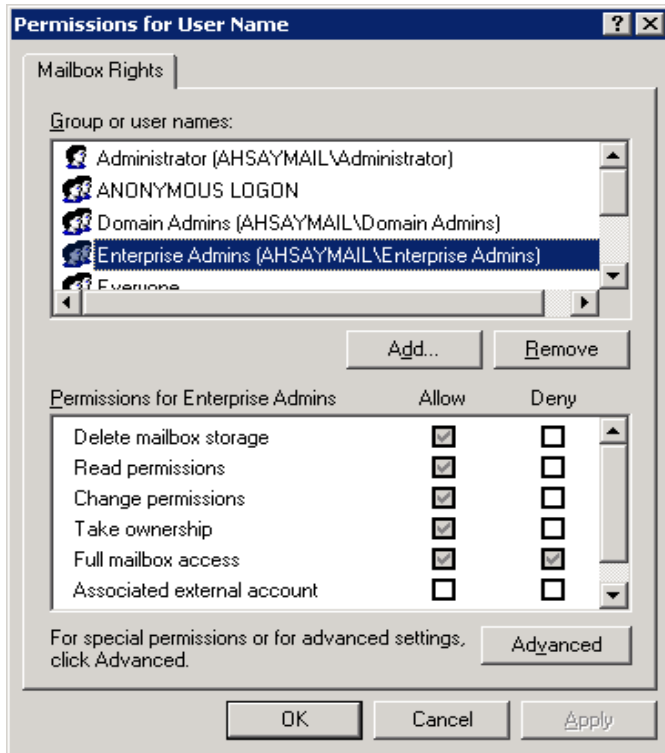 Permissions for User Name
Mailbox Rights
Group or user names:
Administrator (AHSAYMAIL\Administrator)
ANONYMOUS LOGON
Domain Admins (AHSAYMAIL\Domain Admins)
Enterprise Admins (AHSAYMAIL\Enterprise Admins)
Everyone
Add... Remove
Permissions for Enterprise Admins Allow Deny
Delete mailbox storage
Read permissions
Change permissions
Take ownership
Full mailbox access
Associated external account
For special permissions or for advanced settings,
click Advanced. Advanced
OK Cancel Apply